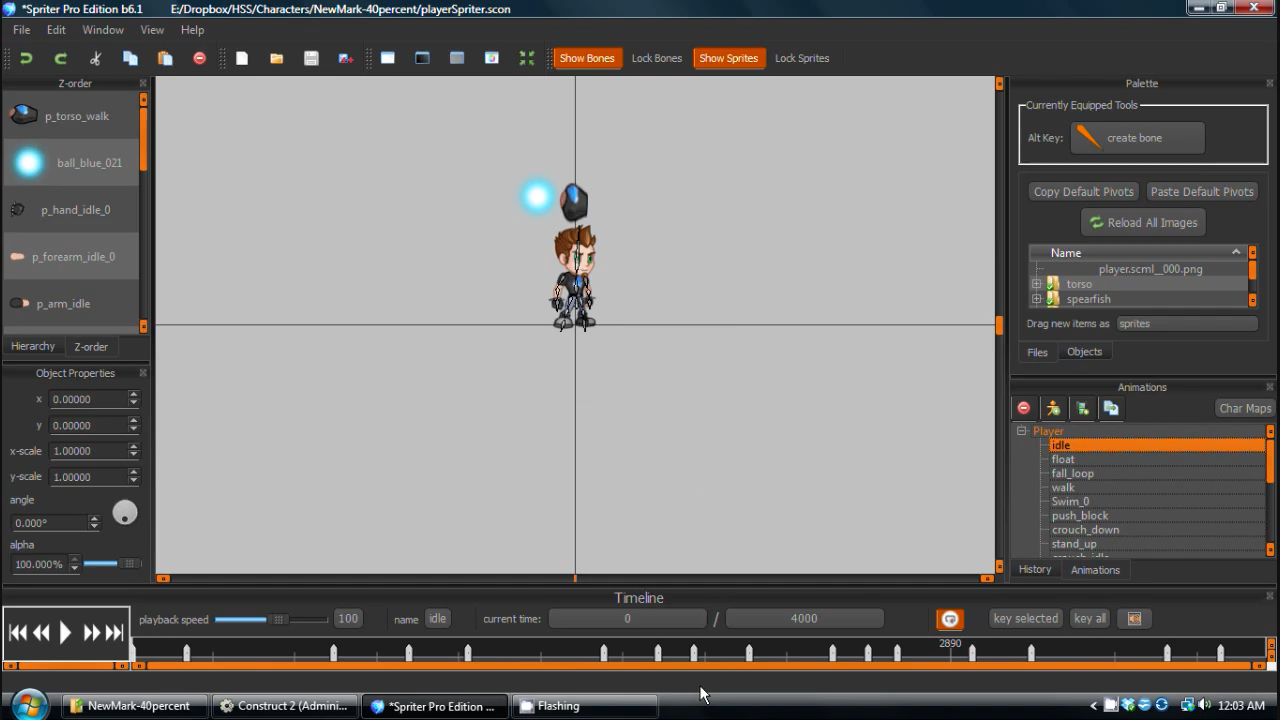 *Spriter Pro Edition b6.1 E:/Dropbox/HSS/Characters/NewMark-40percent/playerSpriter.scon
File Edit Window View Help
Show Bones Lock Bones Show Sprites Lock Sprites
Z-order
p_torso_walk
ball_blue_021
p_hand_idle_0
p_forearm_idle_0
p_arm_idle
Hierarchy Z-order
Object Properties
x 0.00000
y 0.00000
x-scale 1.00000
y-scale 1.00000
angle
0.000°
alpha
100.000%
Palette
Currently Equipped Tools
Alt Key: create bone
Copy Default Pivots Paste Default Pivots
Reload All Images
Name
player.scml__000.png
torso
spearfish
Drag new items as sprites
Files Objects
Animations
Char Maps
Player
idle
float
fall_loop
walk
Swim_0
push_block
crouch_down
stand_up
crouch_idle
History Animations
Timeline
playback speed 100 name idle current time: 0 / 4000 key selected key all
2890
NewMark-40percent Construct 2 (Admini... *Spriter Pro Edition ... Flashing 12:03 AM